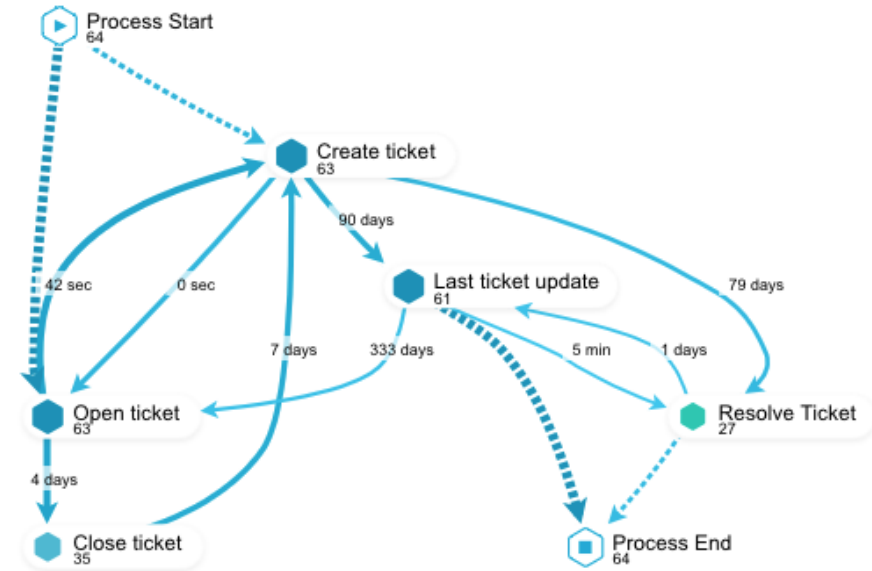 Process Start
64
Create ticket
63
90 days
Last ticket update
61
42 sec
0 sec
79 days
7 days
333 days
5 min
1 days
Open ticket
63
Resolve Ticket
27
4 days
Close ticket
35
Process End
64